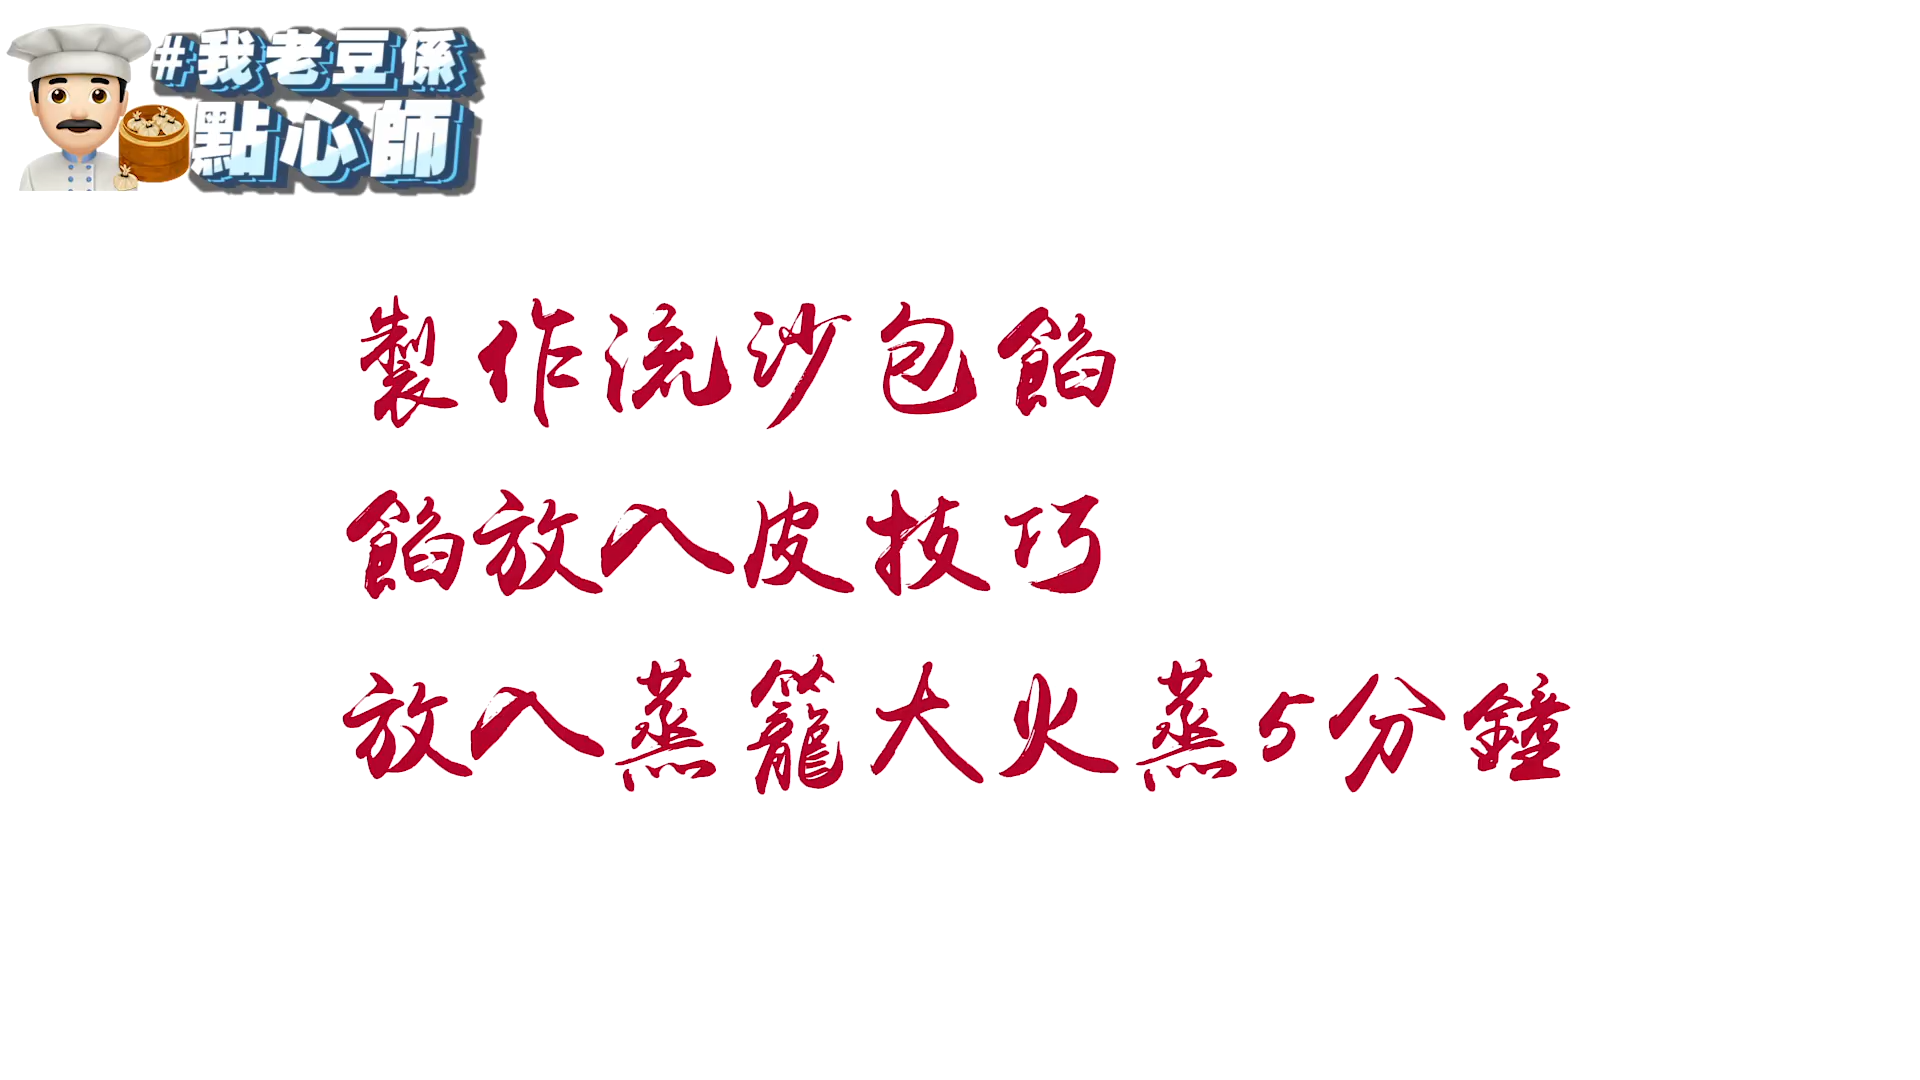 #我老豆係
點心師
製作流沙包餡
餡放入皮技巧
放入蒸籠大火蒸5分鐘